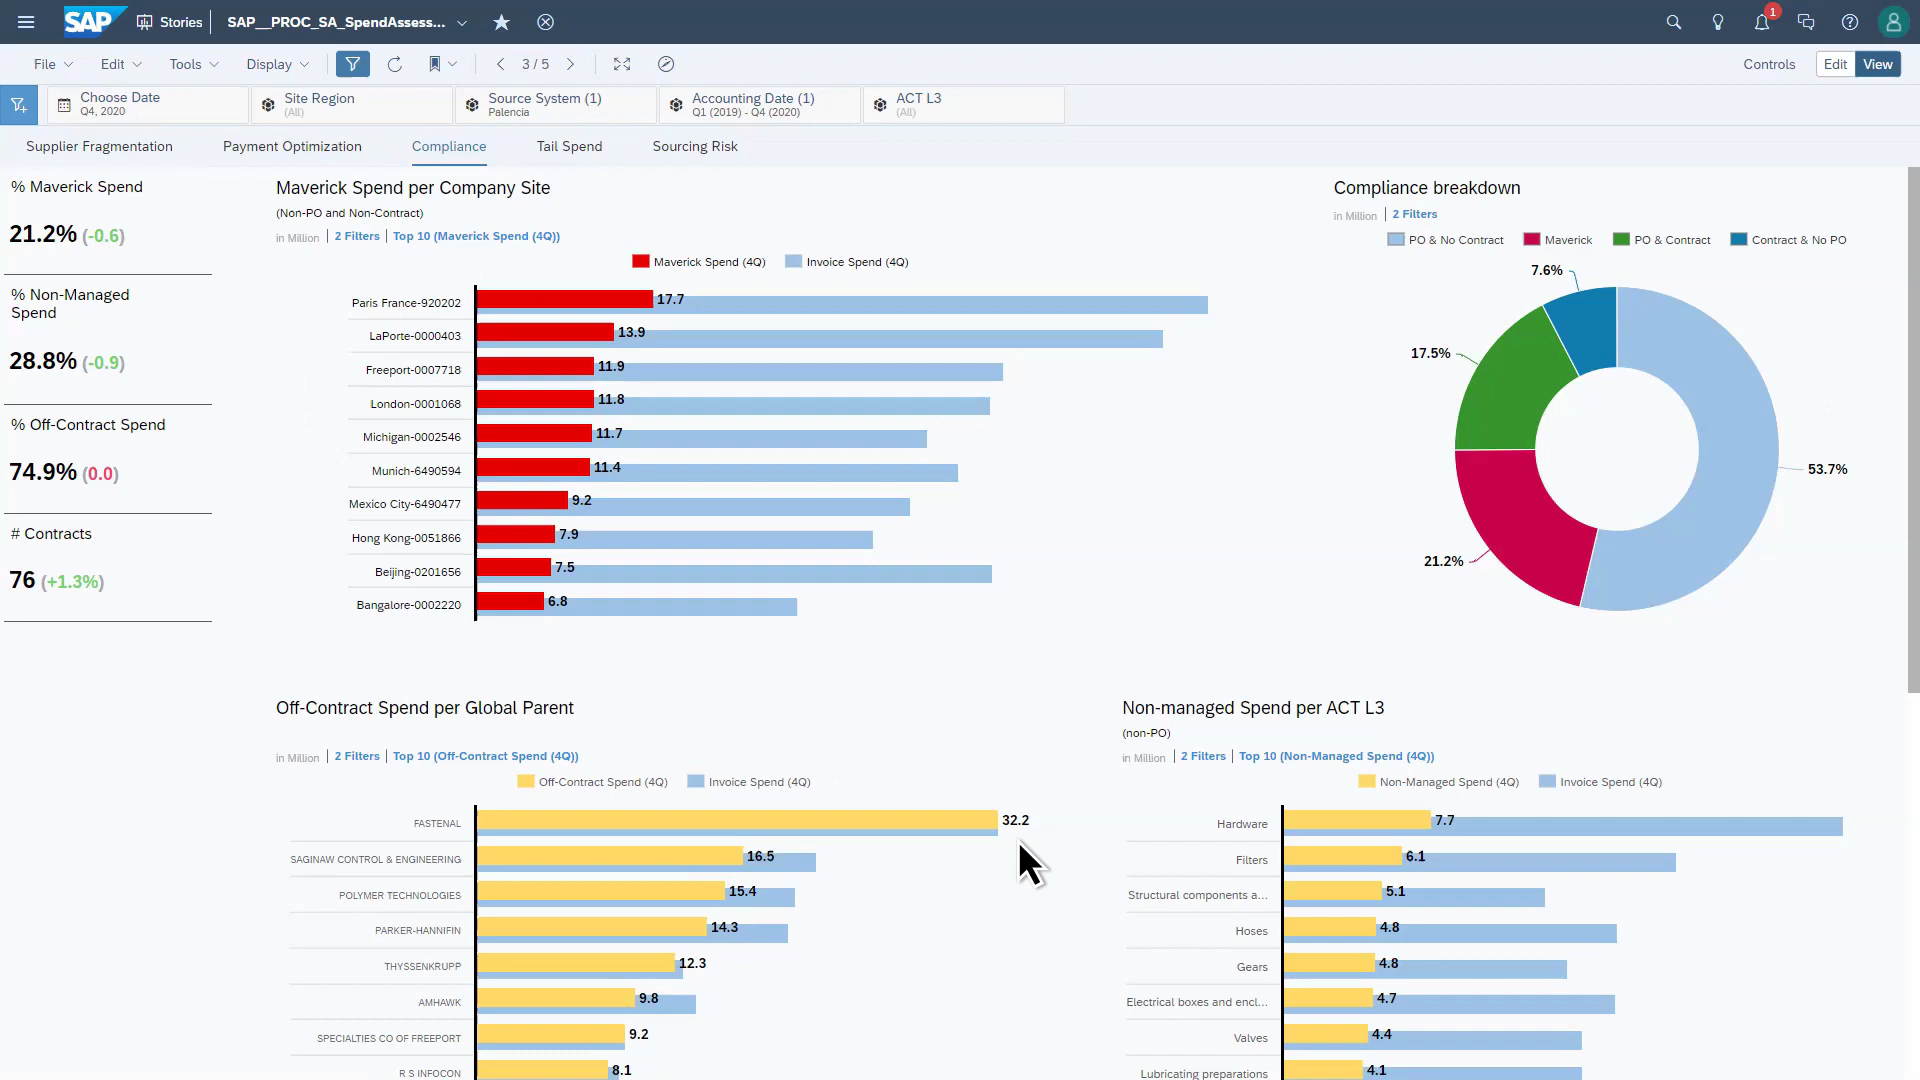 SAP Stories SAP__PROC_SA_SpendAssess... 1
File Edit Tools Display 3 / 5 Controls Edit View
Choose Date
Q4, 2020
Site Region
(All)
Source System (1)
Palencia
Accounting Date (1)
Q1 (2019) - Q4 (2020)
ACT L3
(All)
Supplier Fragmentation Payment Optimization Compliance Tail Spend Sourcing Risk
% Maverick Spend
21.2% (-0.6)
% Non-Managed
Spend
28.8% (-0.9)
% Off-Contract Spend
74.9% (0.0)
# Contracts
76 (+1.3%)
Maverick Spend per Company Site
(Non-PO and Non-Contract)
in Million 2 Filters Top 10 (Maverick Spend (4Q))
Maverick Spend (4Q) Invoice Spend (4Q)
Paris France-920202 17.7
LaPorte-0000403 13.9
Freeport-0007718 11.9
London-0001068 11.8
Michigan-0002546 11.7
Munich-6490594 11.4
Mexico City-6490477 9.2
Hong Kong-0051866 7.9
Beijing-0201656 7.5
Bangalore-0002220 6.8
Compliance breakdown
in Million 2 Filters
PO & No Contract Maverick PO & Contract Contract & No PO
7.6%
17.5%
53.7%
21.2%
Off-Contract Spend per Global Parent
in Million 2 Filters Top 10 (Off-Contract Spend (4Q))
Off-Contract Spend (4Q) Invoice Spend (4Q)
FASTENAL 32.2
SAGINAW CONTROL & ENGINEERING 16.5
POLYMER TECHNOLOGIES 15.4
PARKER-HANNIFIN 14.3
THYSSENKRUPP 12.3
AMHAWK 9.8
SPECIALTIES CO OF FREEPORT 9.2
R S INFOCON 8.1
Non-managed Spend per ACT L3
(non-PO)
in Million 2 Filters Top 10 (Non-Managed Spend (4Q))
Non-Managed Spend (4Q) Invoice Spend (4Q)
Hardware 7.7
Filters 6.1
Structural components a... 5.1
Hoses 4.8
Gears 4.8
Electrical boxes and encl... 4.7
Valves 4.4
Lubricating preparations 4.1